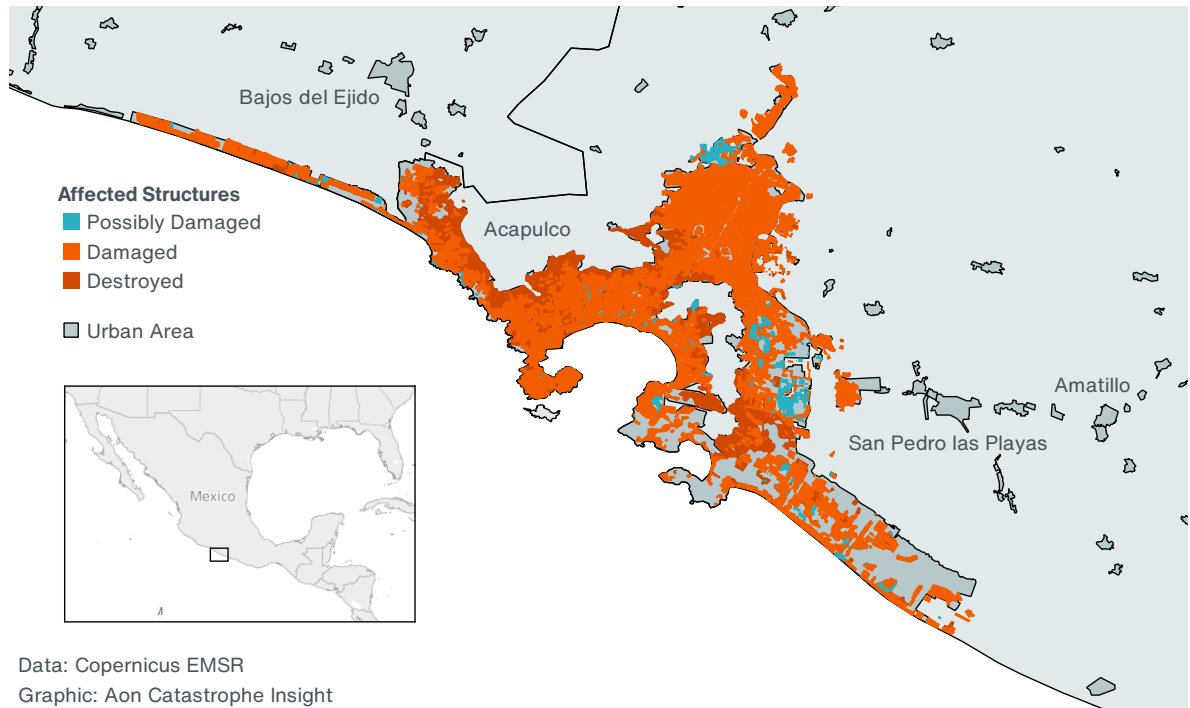 Bajos del Ejido
Affected Structures
Possibly Damaged
Damaged
Destroyed
Urban Area
Acapulco
Amatillo
San Pedro las Playas
Mexico
Data: Copernicus EMSR
Graphic: Aon Catastrophe Insight